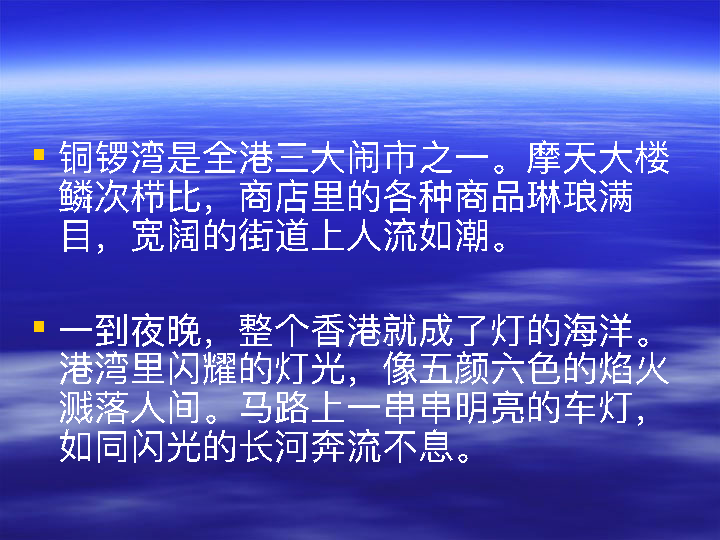 铜锣湾是全港三大闹市之一。摩天大楼
鳞次栉比，商店里的各种商品琳琅满
目，宽阔的街道上人流如潮。
一到夜晚，整个香港就成了灯的海洋。
港湾里闪耀的灯光，像五颜六色的焰火
溅落人间。马路上一串串明亮的车灯，
如同闪光的长河奔流不息。